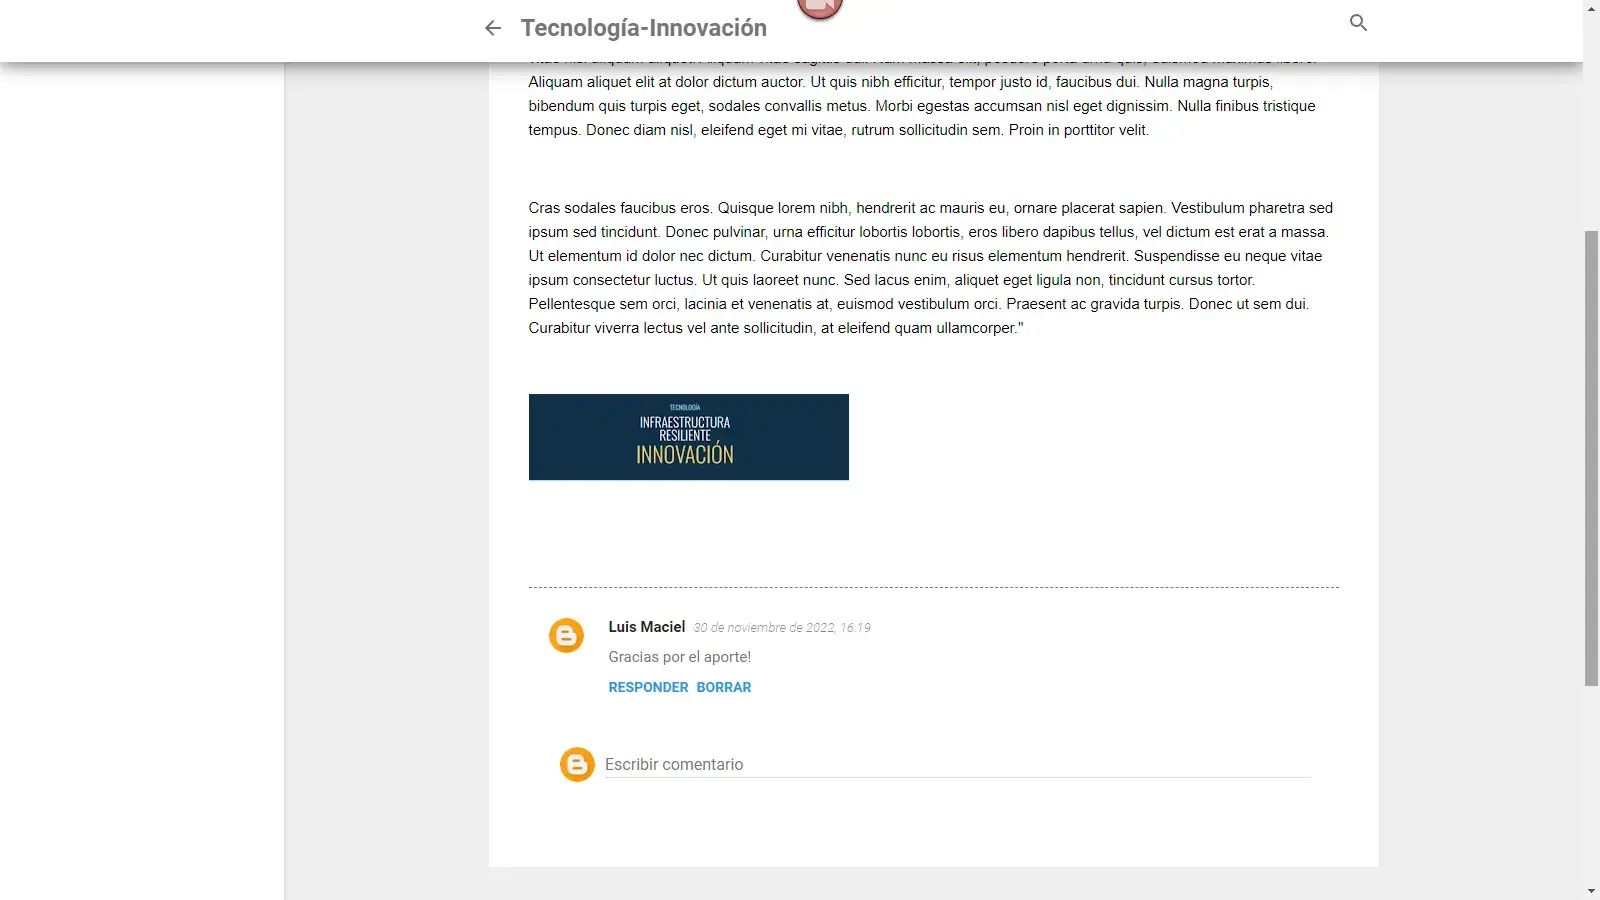 Tecnología-Innovación
Aliquam aliquet elit at dolor dictum auctor. Ut quis nibh efficitur, tempor justo id, faucibus dui. Nulla magna turpis,
bibendum quis turpis eget, sodales convallis metus. Morbi egestas accumsan nisl eget dignissim. Nulla finibus tristique
tempus. Donec diam nisl, eleifend eget mi vitae, rutrum sollicitudin sem. Proin in porttitor velit.
Cras sodales faucibus eros. Quisque lorem nibh, hendrerit ac mauris eu, ornare placerat sapien. Vestibulum pharetra sed
ipsum sed tincidunt. Donec pulvinar, urna efficitur lobortis lobortis, eros libero dapibus tellus, vel dictum est erat a massa.
Ut elementum id dolor nec dictum. Curabitur venenatis nunc eu risus elementum hendrerit. Suspendisse eu neque vitae
ipsum consectetur luctus. Ut quis laoreet nunc. Sed lacus enim, aliquet eget ligula non, tincidunt cursus tortor.
Pellentesque sem orci, lacinia et venenatis at, euismod vestibulum orci. Praesent ac gravida turpis. Donec ut sem dui.
Curabitur viverra lectus vel ante sollicitudin, at eleifend quam ullamcorper."
TECNOLOGÍA
INFRAESTRUCTURA
RESILIENTE
INNOVACIÓN
Luis Maciel 30 de noviembre de 2022, 16:19
Gracias por el aporte!
RESPONDER BORRAR
Escribir comentario